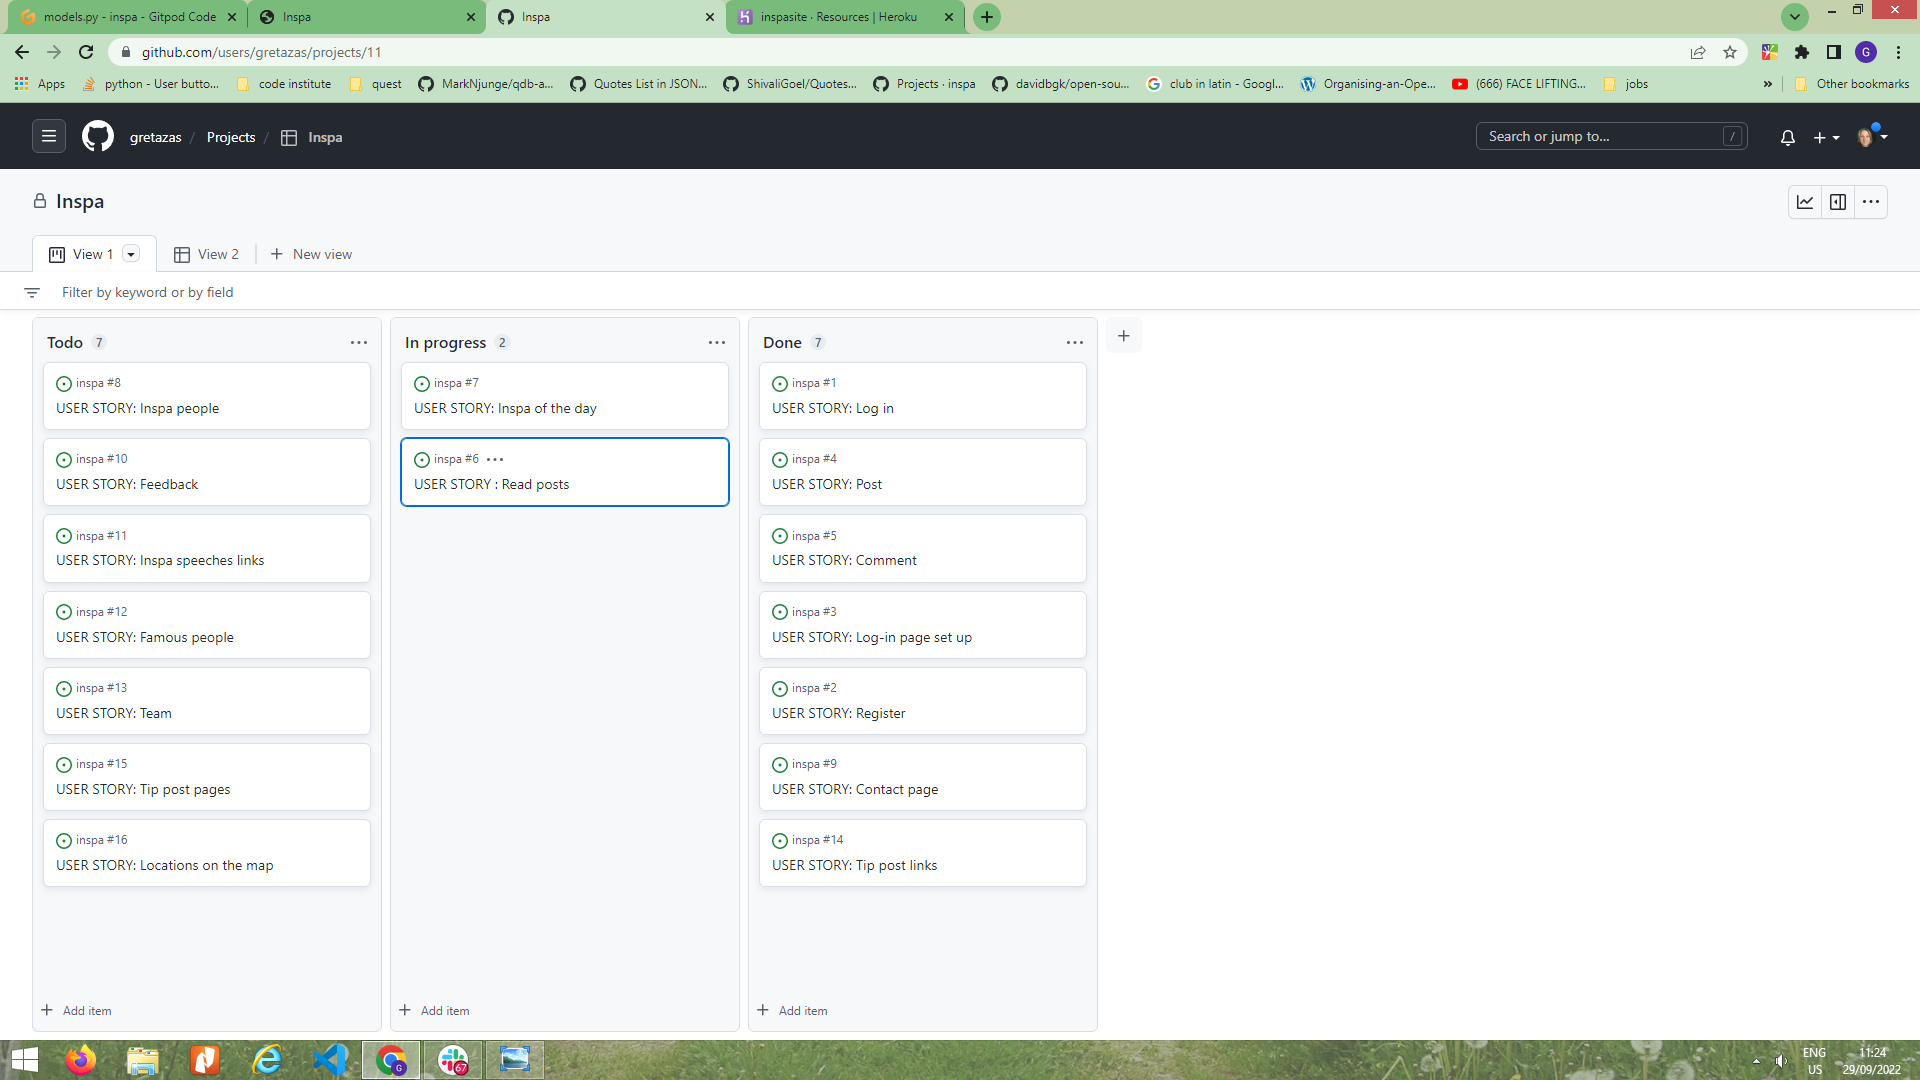 models.py - inspa - Gitpod Code
Inspa
Inspa
inspasite · Resources | Heroku
github.com/users/gretazas/projects/11
G
Apps
python - User butto...
code institute
quest
MarkNjunge/qdb-a...
Quotes List in JSON...
ShivaliGoel/Quotes...
Projects · inspa
davidbgk/open-sou...
club in latin - Googl...
Organising-an-Ope...
(666) FACE LIFTING...
jobs
»
Other bookmarks
gretazas / Projects / Inspa
Search or jump to... /
Inspa
View 1
View 2
New view
Filter by keyword or by field
Todo 7
inspa #8
USER STORY: Inspa people
inspa #10
USER STORY: Feedback
inspa #11
USER STORY: Inspa speeches links
inspa #12
USER STORY: Famous people
inspa #13
USER STORY: Team
inspa #15
USER STORY: Tip post pages
inspa #16
USER STORY: Locations on the map
Add item
In progress 2
inspa #7
USER STORY: Inspa of the day
inspa #6
USER STORY : Read posts
Add item
Done 7
inspa #1
USER STORY: Log in
inspa #4
USER STORY: Post
inspa #5
USER STORY: Comment
inspa #3
USER STORY: Log-in page set up
inspa #2
USER STORY: Register
inspa #9
USER STORY: Contact page
inspa #14
USER STORY: Tip post links
Add item
G
67
ENG
US
11:24
29/09/2022